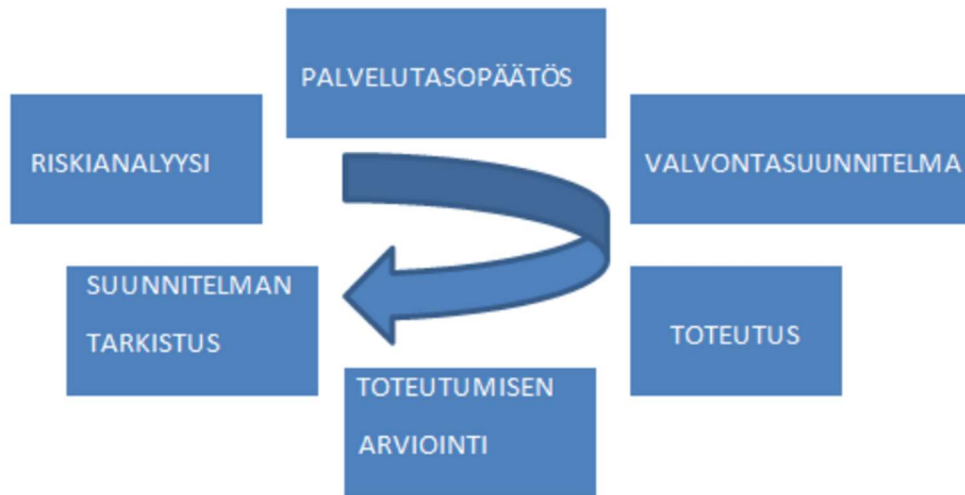 RISKIANALYYSI
PALVELUTASOPÄÄTÖS
VALVONTASUUNNITELMA
TOTEUTUS
TOTEUTUMISEN
ARVIOINTI
SUUNNITELMAN
TARKISTUS